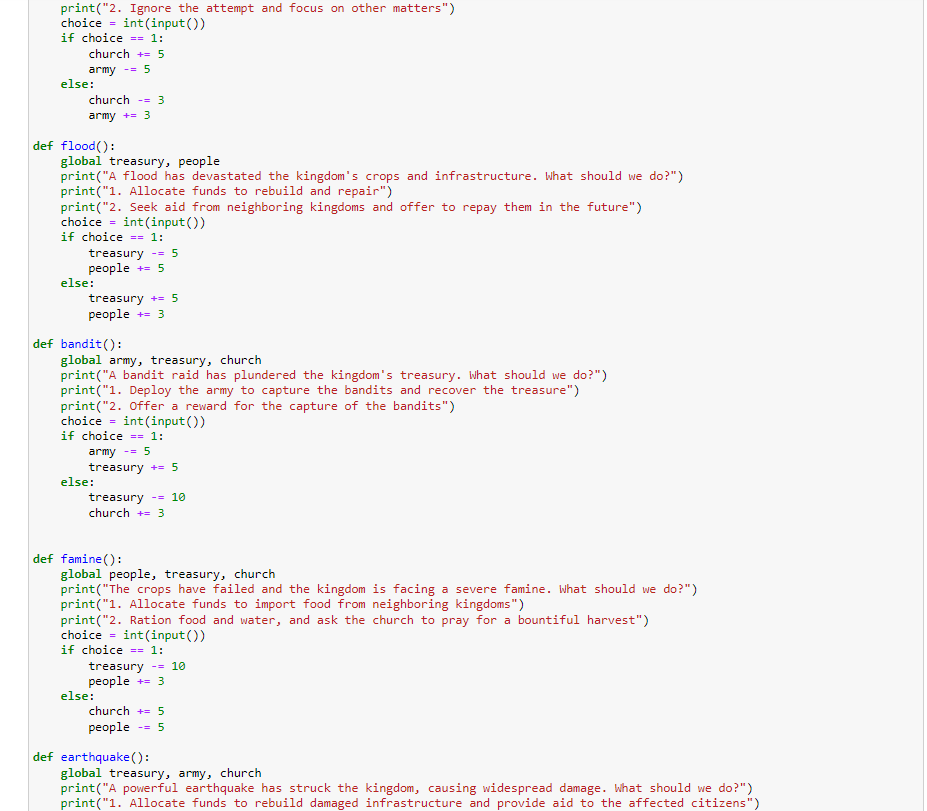 print("2. Ignore the attempt and focus on other matters")
    choice = int(input())
    if choice == 1:
        church += 5
        army -= 5
    else:
        church -= 3
        army += 3

def flood():
    global treasury, people
    print("A flood has devastated the kingdom's crops and infrastructure. What should we do?")
    print("1. Allocate funds to rebuild and repair")
    print("2. Seek aid from neighboring kingdoms and offer to repay them in the future")
    choice = int(input())
    if choice == 1:
        treasury -= 5
        people += 5
    else:
        treasury += 5
        people += 3

def bandit():
    global army, treasury, church
    print("A bandit raid has plundered the kingdom's treasury. What should we do?")
    print("1. Deploy the army to capture the bandits and recover the treasure")
    print("2. Offer a reward for the capture of the bandits")
    choice = int(input())
    if choice == 1:
        army -= 5
        treasury += 5
    else:
        treasury -= 10
        church += 3


def famine():
    global people, treasury, church
    print("The crops have failed and the kingdom is facing a severe famine. What should we do?")
    print("1. Allocate funds to import food from neighboring kingdoms")
    print("2. Ration food and water, and ask the church to pray for a bountiful harvest")
    choice = int(input())
    if choice == 1:
        treasury -= 10
        people += 3
    else:
        church += 5
        people -= 5

def earthquake():
    global treasury, army, church
    print("A powerful earthquake has struck the kingdom, causing widespread damage. What should we do?")
    print("1. Allocate funds to rebuild damaged infrastructure and provide aid to the affected citizens")